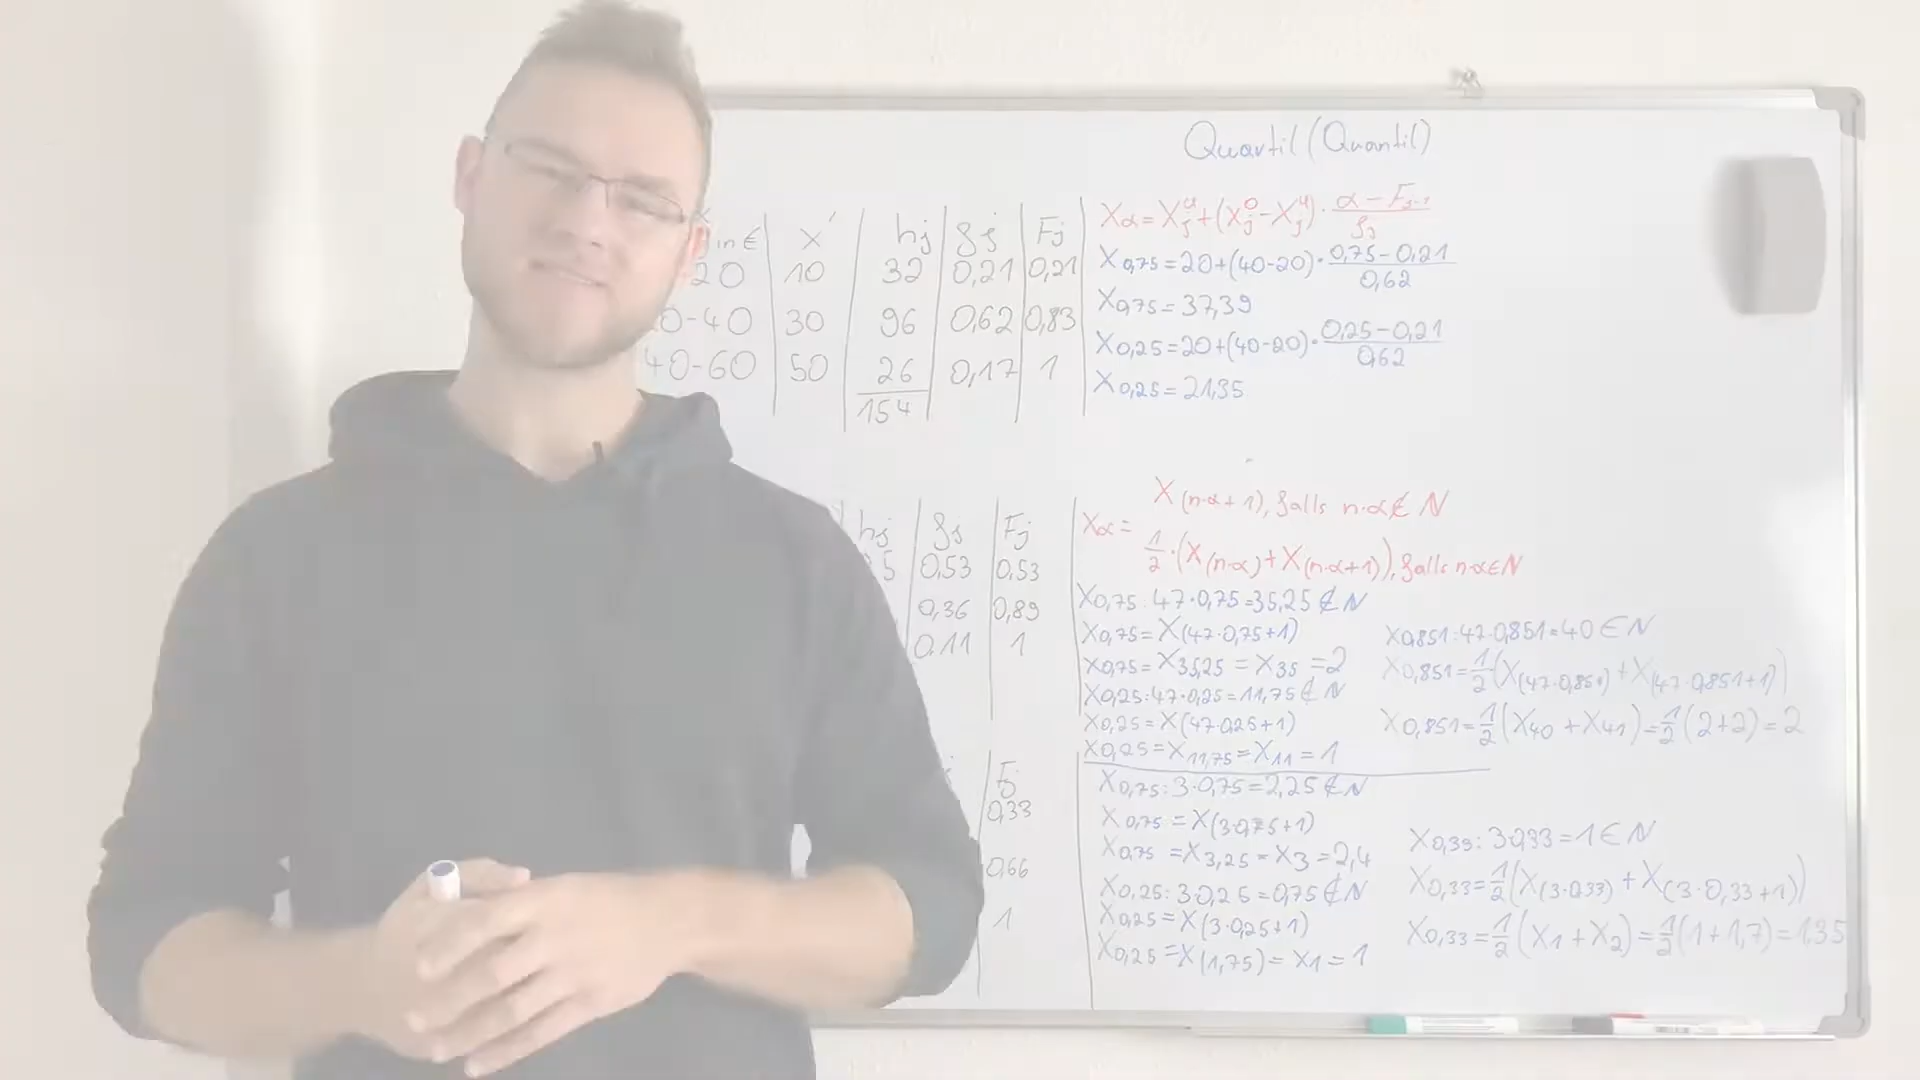 Quartil (Quantil)
in € | X' | hj | fj | Fj
20 | 10 | 32 | 0,21 | 0,21
0-40 | 30 | 96 | 0,62 | 0,83
40-60 | 50 | 26 | 0,17 | 1
154
Xα = Xjᵘ + (Xjᵒ - Xjᵘ) · (α - Fj-1)/fj
X0,75 = 20 + (40-20) · (0,75 - 0,21)/0,62
X0,75 = 37,39
X0,25 = 20 + (40-20) · (0,25 - 0,21)/0,62
X0,25 = 21,35
hj | fj | Fj
5 | 0,53 | 0,53
0,36 | 0,89
0,11 | 1
X(n·α+1), falls n·α ∉ N
Xα =
1/2 · (X(n·α) + X(n·α+1)), falls n·α ∈ N
X0,75: 47·0,75 = 35,25 ∉ N
X0,75 = X(47·0,75+1)
X0,75 = X35,25 = X35 = 2
X0,25: 47·0,25 = 11,75 ∉ N
X0,25 = X(47·0,25+1)
X0,25 = X11,75 = X11 = 1
X0,851: 47·0,851 = 40 ∈ N
X0,851 = 1/2 (X(47·0,851) + X(47·0,851+1))
X0,851 = 1/2 (X40 + X41) = 1/2 (2+2) = 2
Fj
0,33
0,66
1
X0,75: 3·0,75 = 2,25 ∉ N
X0,75 = X(3·0,75+1)
X0,75 = X3,25 = X3 = 2,4
X0,25: 3·0,25 = 0,75 ∉ N
X0,25 = X(3·0,25+1)
X0,25 = X(1,75) = X1 = 1
X0,33: 3·0,33 = 1 ∈ N
X0,33 = 1/2 (X(3·0,33) + X(3·0,33+1))
X0,33 = 1/2 (X1 + X2) = 1/2 (1+1,7) = 1,35